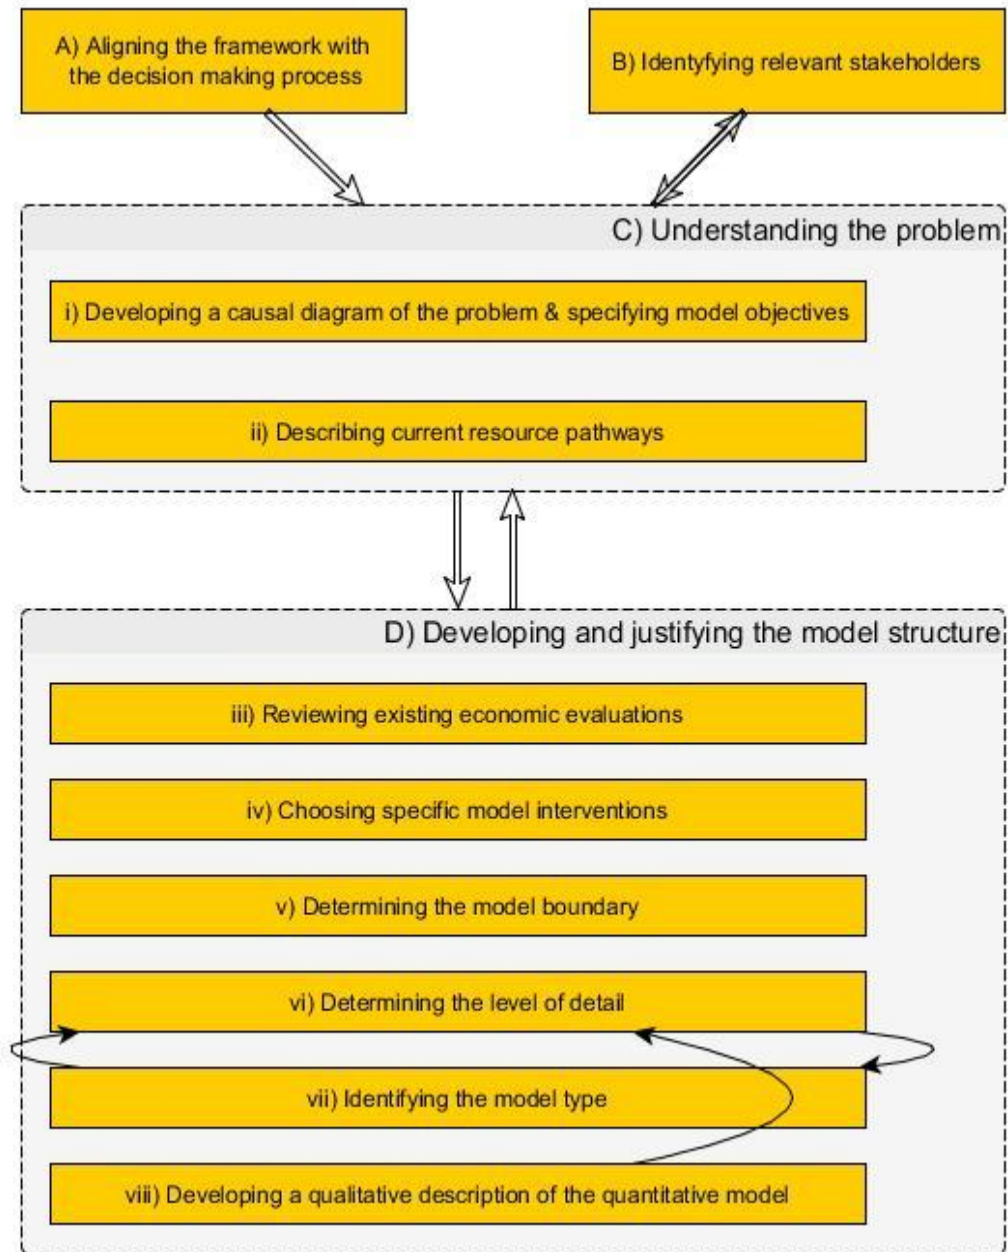 A) Aligning the framework with
the decision making process
B) Identyfying relevant stakeholders
C) Understanding the problem
i) Developing a causal diagram of the problem & specifying model objectives
ii) Describing current resource pathways
D) Developing and justifying the model structure
iii) Reviewing existing economic evaluations
iv) Choosing specific model interventions
v) Determining the model boundary
vi) Determining the level of detail
vii) Identifying the model type
viii) Developing a qualitative description of the quantitative model